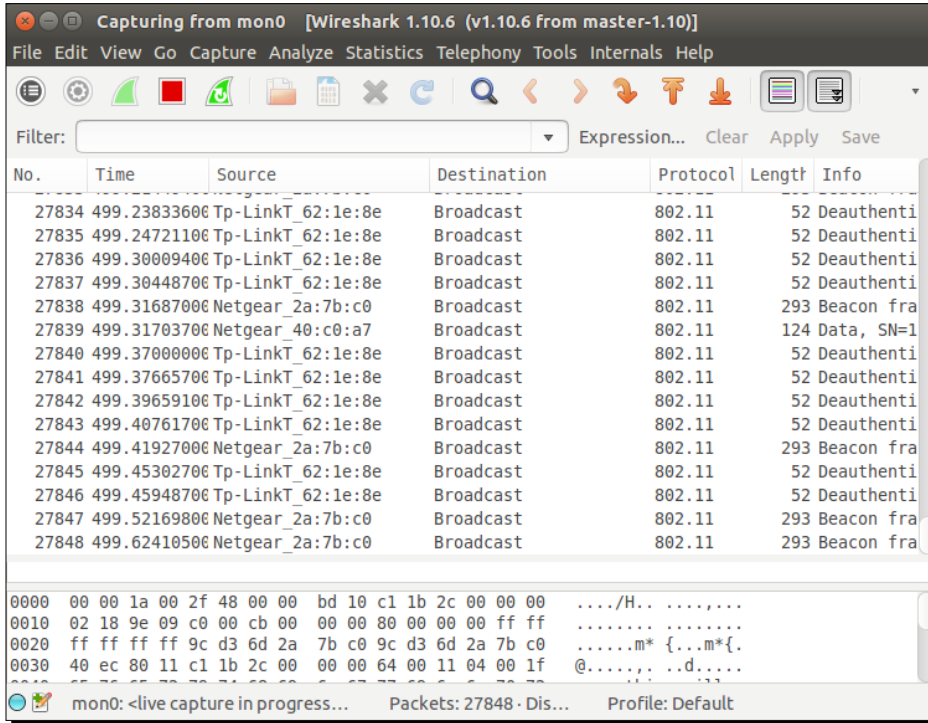 Capturing from mon0 [Wireshark 1.10.6 (v1.10.6 from master-1.10)]
File Edit View Go Capture Analyze Statistics Telephony Tools Internals Help
Filter: Expression... Clear Apply Save
No. Time Source Destination Protocol Length Info
27834 499.23833600 Tp-LinkT_62:1e:8e Broadcast 802.11 52 Deauthenti
27835 499.24721100 Tp-LinkT_62:1e:8e Broadcast 802.11 52 Deauthenti
27836 499.30009400 Tp-LinkT_62:1e:8e Broadcast 802.11 52 Deauthenti
27837 499.30448700 Tp-LinkT_62:1e:8e Broadcast 802.11 52 Deauthenti
27838 499.31687000 Netgear_2a:7b:c0 Broadcast 802.11 293 Beacon fra
27839 499.31703700 Netgear_40:c0:a7 Broadcast 802.11 124 Data, SN=1
27840 499.37000000 Tp-LinkT_62:1e:8e Broadcast 802.11 52 Deauthenti
27841 499.37665700 Tp-LinkT_62:1e:8e Broadcast 802.11 52 Deauthenti
27842 499.39659100 Tp-LinkT_62:1e:8e Broadcast 802.11 52 Deauthenti
27843 499.40761700 Tp-LinkT_62:1e:8e Broadcast 802.11 52 Deauthenti
27844 499.41927000 Netgear_2a:7b:c0 Broadcast 802.11 293 Beacon fra
27845 499.45302700 Tp-LinkT_62:1e:8e Broadcast 802.11 52 Deauthenti
27846 499.45948700 Tp-LinkT_62:1e:8e Broadcast 802.11 52 Deauthenti
27847 499.52169800 Netgear_2a:7b:c0 Broadcast 802.11 293 Beacon fra
27848 499.62410500 Netgear_2a:7b:c0 Broadcast 802.11 293 Beacon fra
0000 00 00 1a 00 2f 48 00 00 bd 10 c1 1b 2c 00 00 00 ..../H.. ....,...
0010 02 18 9e 09 c0 00 cb 00 00 00 80 00 00 00 ff ff ........ ........
0020 ff ff ff ff 9c d3 6d 2a 7b c0 9c d3 6d 2a 7b c0 ......m* {...m*{.
0030 40 ec 80 11 c1 1b 2c 00 00 00 64 00 11 04 00 1f @.....,. ..d.....
mon0: <live capture in progress... Packets: 27848 · Dis... Profile: Default